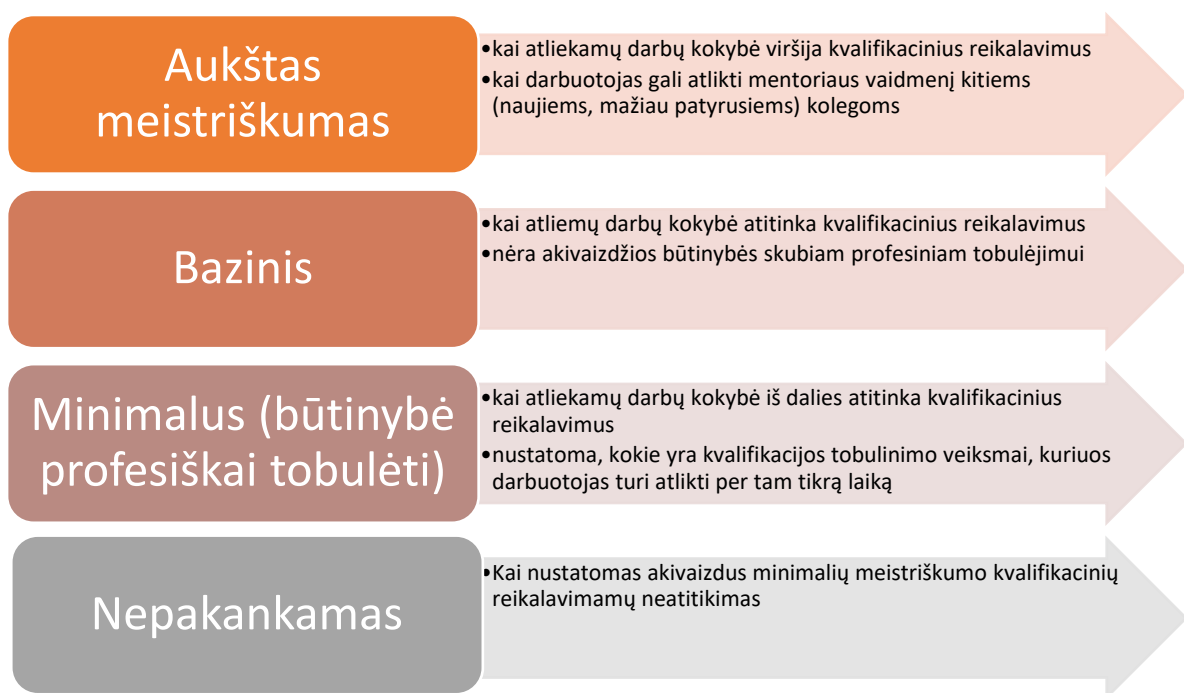 Aukštas
meistriškumas
•kai atliekamų darbų kokybė viršija kvalifikacinius reikalavimus
•kai darbuotojas gali atlikti mentoriaus vaidmenį kitiems
(naujiems, mažiau patyrusiems) kolegoms
Bazinis
•kai atliemų darbų kokybė atitinka kvalifikacinius reikalavimus
•nėra akivaizdžios būtinybės skubiam profesiniam tobulėjimui
Minimalus (būtinybė
profesiškai tobulėti)
•kai atliekamų darbų kokybė iš dalies atitinka kvalifikacinius
reikalavimus
•nustatoma, kokie yra kvalifikacijos tobulinimo veiksmai, kuriuos
darbuotojas turi atlikti per tam tikrą laiką
Nepakankamas
•Kai nustatomas akivaizdus minimalių meistriškumo kvalifikacinių
reikalavimamų neatitikimas